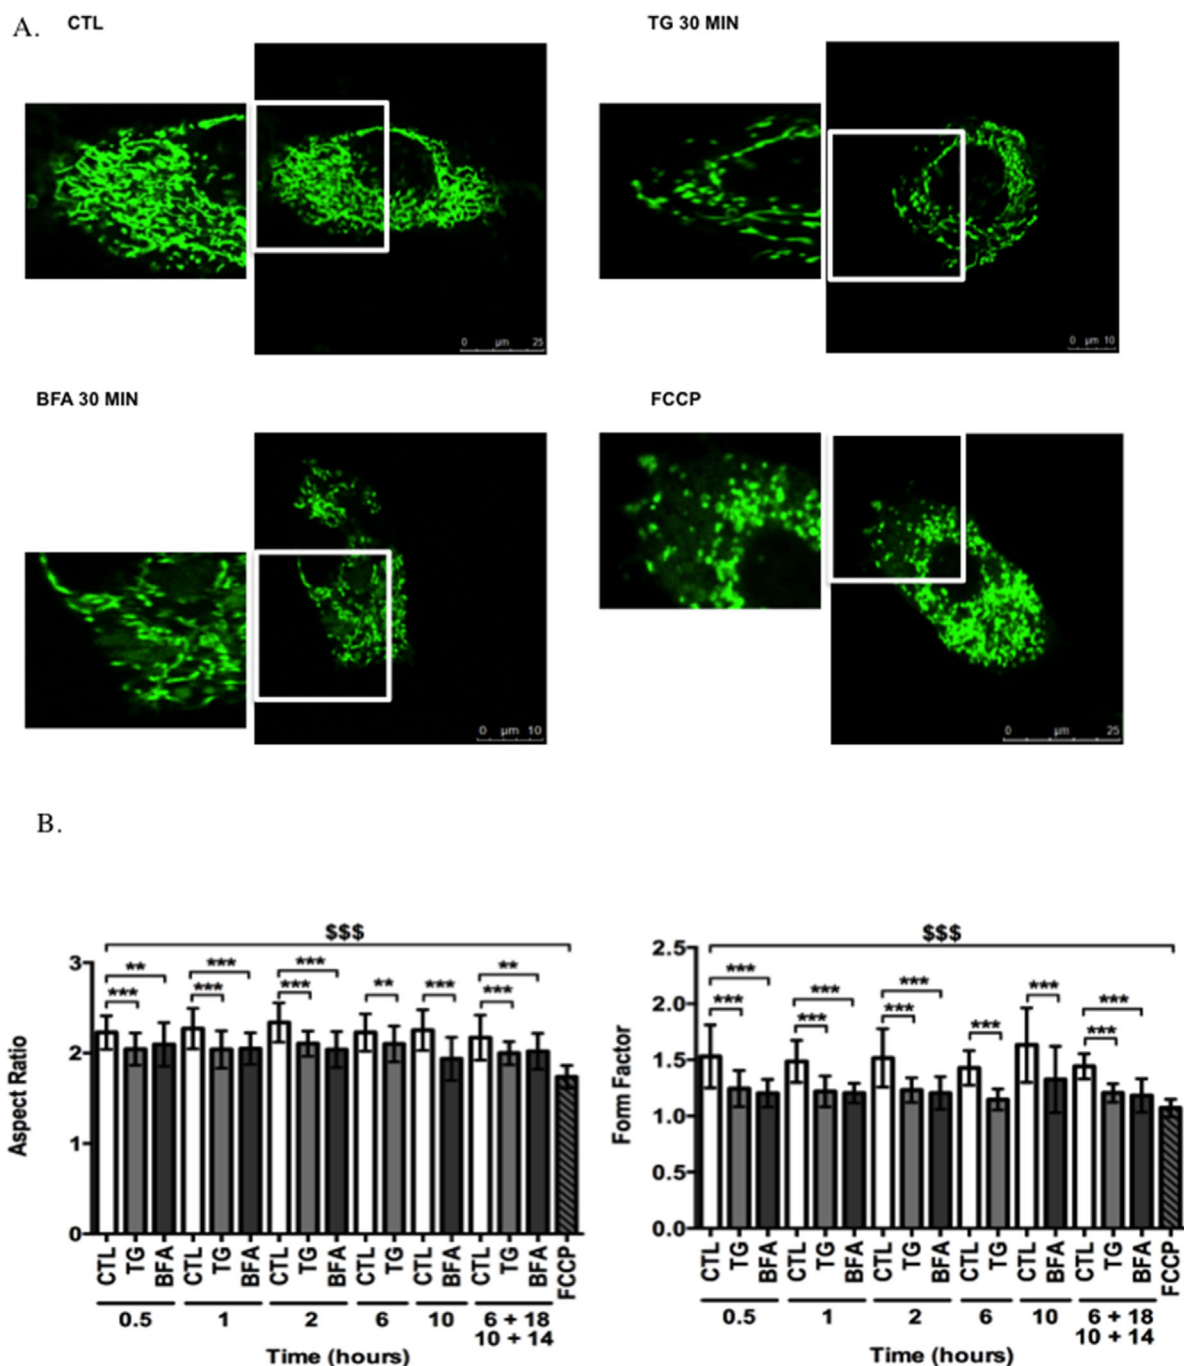 A. CTL
TG 30 MIN
0 µm 25
0 µm 10
BFA 30 MIN
FCCP
0 µm 10
0 µm 25
B.
$$$
** *** *** ** *** **
*** *** *** ***
3
2
1
0
Aspect Ratio
CTL TG BFA CTL TG BFA CTL TG BFA CTL TG CTL BFA CTL TG BFA FCCP
0.5 1 2 6 10 6 + 18
10 + 14
Time (hours)
$$$
*** *** *** *** *** ***
*** *** *** ***
2.5
2.0
1.5
1.0
0.5
0.0
Form Factor
CTL TG BFA CTL TG BFA CTL TG BFA CTL TG CTL BFA CTL TG BFA FCCP
0.5 1 2 6 10 6 + 18
10 + 14
Time (hours)